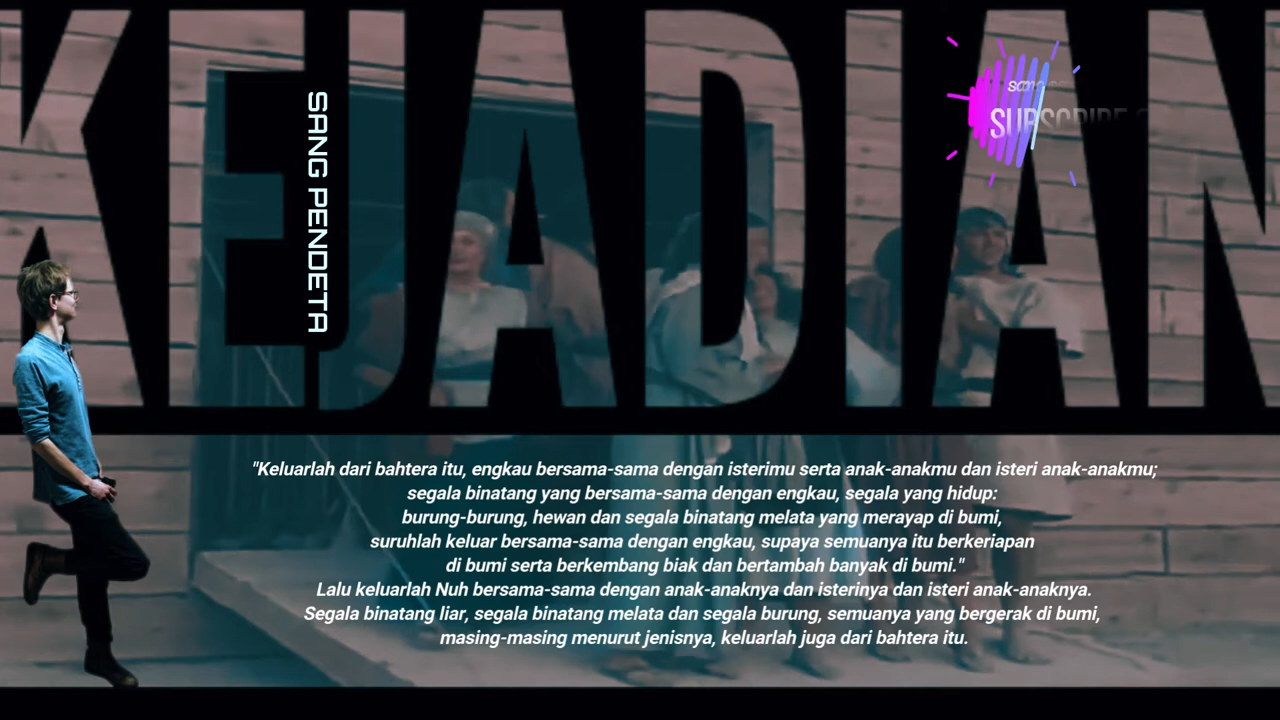 KEJADIAN
SANG PENDETA
SUBSCRIBE
"Keluarlah dari bahtera itu, engkau bersama-sama dengan isterimu serta anak-anakmu dan isteri anak-anakmu;
segala binatang yang bersama-sama dengan engkau, segala yang hidup:
burung-burung, hewan dan segala binatang melata yang merayap di bumi,
suruhlah keluar bersama-sama dengan engkau, supaya semuanya itu berkeriapan
di bumi serta berkembang biak dan bertambah banyak di bumi."
Lalu keluarlah Nuh bersama-sama dengan anak-anaknya dan isterinya dan isteri anak-anaknya.
Segala binatang liar, segala binatang melata dan segala burung, semuanya yang bergerak di bumi,
masing-masing menurut jenisnya, keluarlah juga dari bahtera itu.